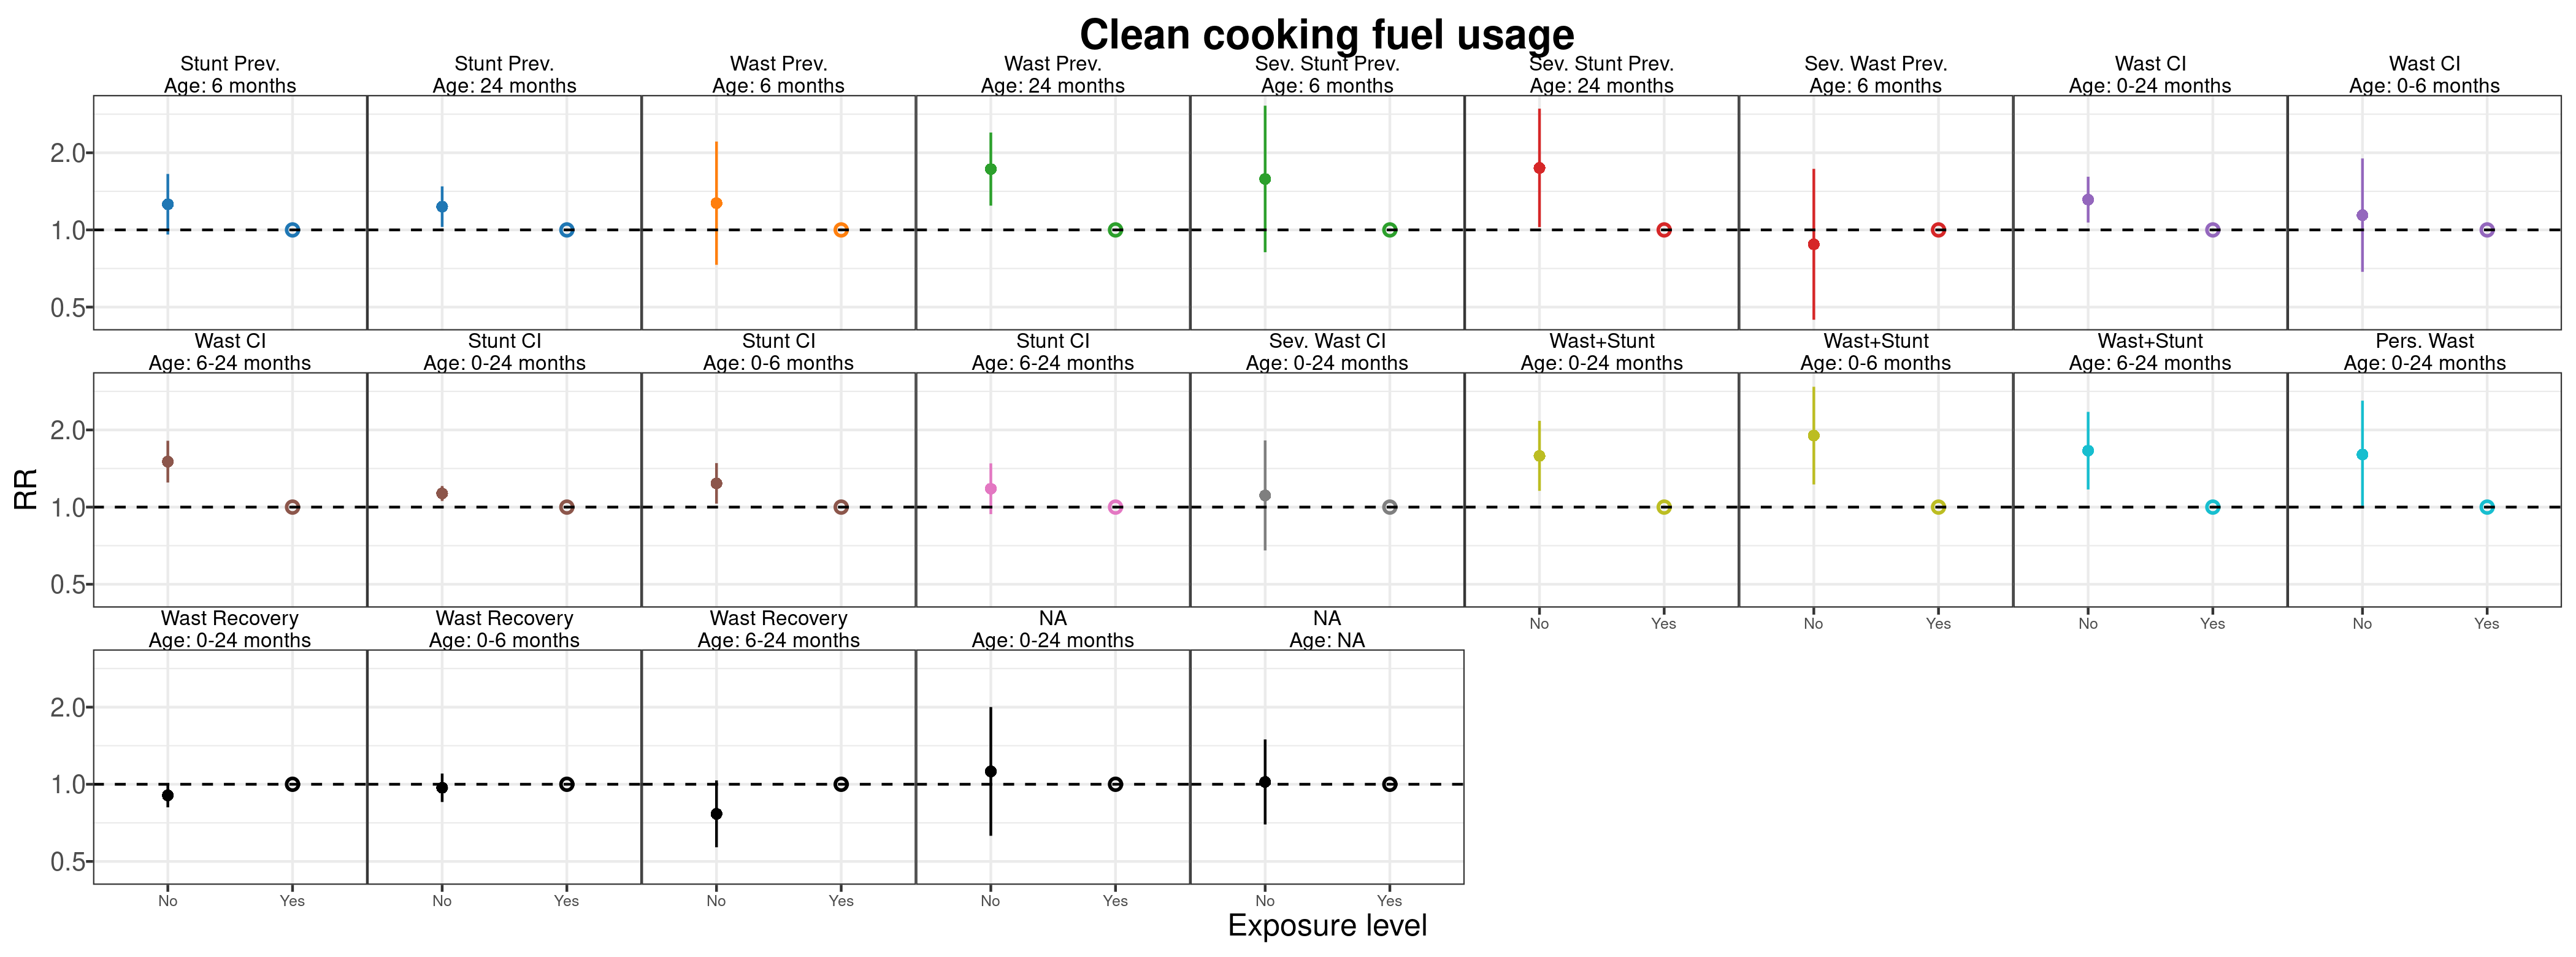 Clean cooking fuel usage
Stunt Prev.
Age: 6 months
Stunt Prev.
Age: 24 months
Wast Prev.
Age: 6 months
Wast Prev.
Age: 24 months
Sev. Stunt Prev.
Age: 6 months
Sev. Stunt Prev.
Age: 24 months
Sev. Wast Prev.
Age: 6 months
Wast CI
Age: 0-24 months
Wast CI
Age: 0-6 months
2.0
1.0
0.5
Wast CI
Age: 6-24 months
Stunt CI
Age: 0-24 months
Stunt CI
Age: 0-6 months
Stunt CI
Age: 6-24 months
Sev. Wast CI
Age: 0-24 months
Wast+Stunt
Age: 0-24 months
Wast+Stunt
Age: 0-6 months
Wast+Stunt
Age: 6-24 months
Pers. Wast
Age: 0-24 months
RR
2.0
1.0
0.5
No Yes
No Yes
No Yes
No Yes
Wast Recovery
Age: 0-24 months
Wast Recovery
Age: 0-6 months
Wast Recovery
Age: 6-24 months
NA
Age: 0-24 months
NA
Age: NA
2.0
1.0
0.5
No Yes
No Yes
No Yes
No Yes
No Yes
Exposure level